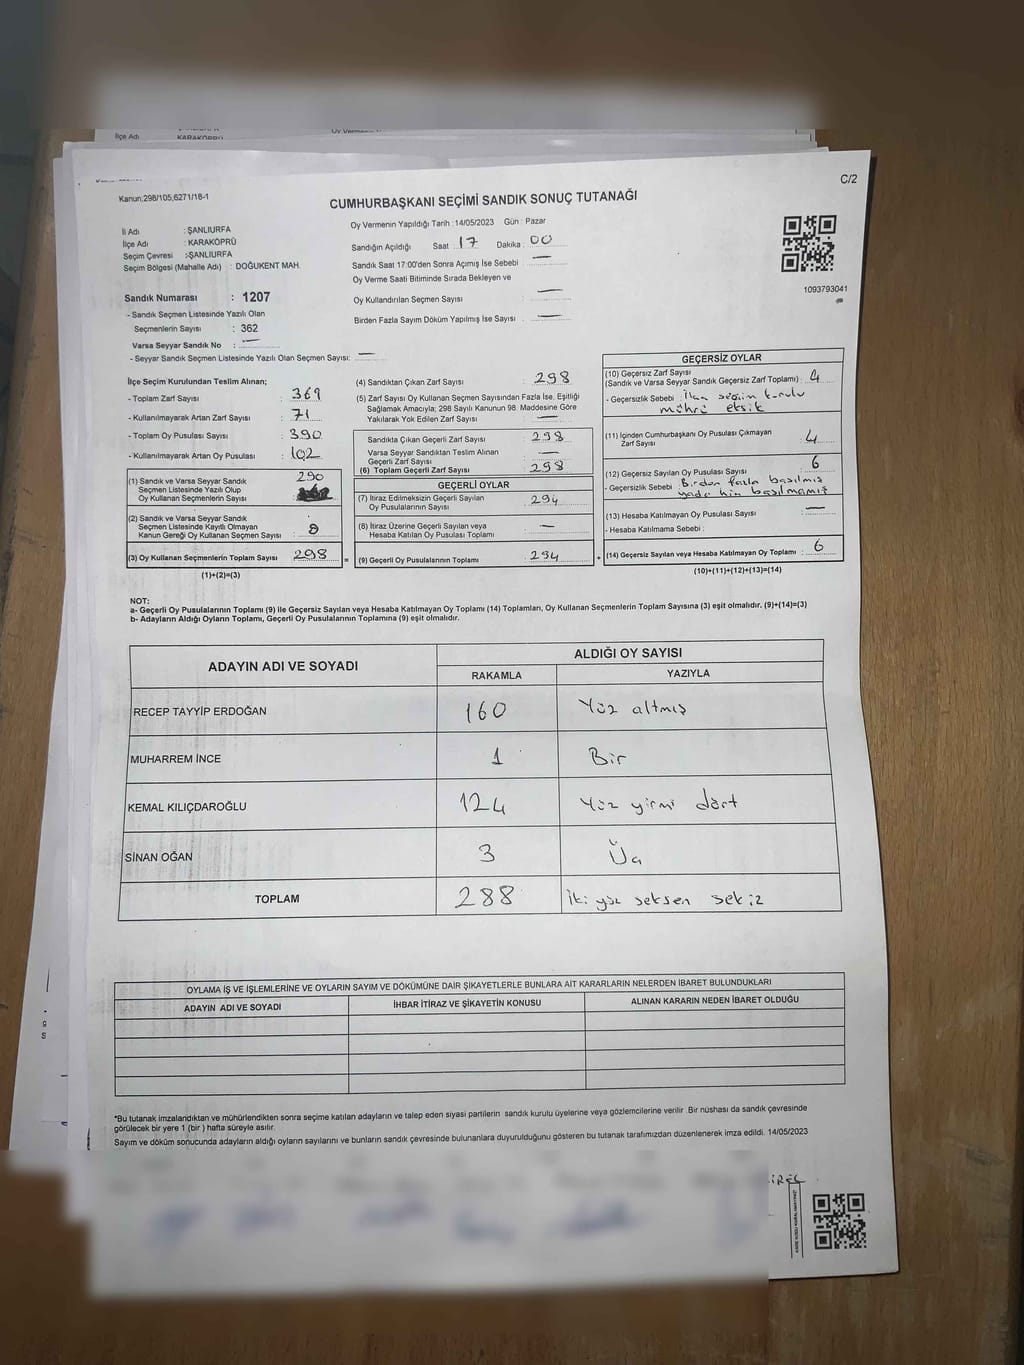 İlçe Adı
KARAKÖPRÜ
Oy Vermenin
C/2
Kanun:298/105;6271/18-1
CUMHURBAŞKANI SEÇİMİ SANDIK SONUÇ TUTANAĞI
İl Adı : ŞANLIURFA
İlçe Adı : KARAKÖPRÜ
Seçim Çevresi :ŞANLIURFA
Seçim Bölgesi (Mahalle Adı) : DOĞUKENT MAH.
Sandık Numarası : 1207
- Sandık Seçmen Listesinde Yazılı Olan
Seçmenlerin Sayısı : 362
Varsa Seyyar Sandık No : —
- Seyyar Sandık Seçmen Listesinde Yazılı Olan Seçmen Sayısı: —
Oy Vermenin Yapıldığı Tarih :14/05/2023 Gün : Pazar
Sandığın Açıldığı Saat : 17 Dakika : 00
Sandık Saat 17:00'den Sonra Açımış İse Sebebi : —
Oy Verme Saati Bitiminde Sırada Bekleyen ve
Oy Kullandırılan Seçmen Sayısı : —
Birden Fazla Sayım Döküm Yapılmış İse Sayısı : —
1093793041
İlçe Seçim Kurulundan Teslim Alınan;
- Toplam Zarf Sayısı : 369
- Kullanılmayarak Artan Zarf Sayısı : 71
- Toplam Oy Pusulası Sayısı : 390
- Kullanılmayarak Artan Oy Pusulası : 102
(1) Sandık ve Varsa Seyyar Sandık
Seçmen Listesinde Yazılı Olup
Oy Kullanan Seçmenlerin Sayısı : 290
(2) Sandık ve Varsa Seyyar Sandık
Seçmen Listesinde Kayıtlı Olmayan
Kanun Gereği Oy Kullanan Seçmen Sayısı : 8
(3) Oy Kullanan Seçmenlerin Toplam Sayısı : 298 =
(1)+(2)=(3)
(4) Sandıktan Çıkan Zarf Sayısı : 298
(5) Zarf Sayısı Oy Kullanan Seçmen Sayısından Fazla İse, Eşitliği
Sağlamak Amacıyla; 298 Sayılı Kanunun 98. Maddesine Göre
Yakılarak Yok Edilen Zarf Sayısı : —
Sandıkta Çıkan Geçerli Zarf Sayısı : 298
Varsa Seyyar Sandıktan Teslim Alınan
Geçerli Zarf Sayısı : —
(6) Toplam Geçerli Zarf Sayısı : 298
GEÇERLİ OYLAR
(7) İtiraz Edilmeksizin Geçerli Sayılan
Oy Pusulalarının Sayısı : 294
(8) İtiraz Üzerine Geçerli Sayılan veya
Hesaba Katılan Oy Pusulası Toplamı : —
(9) Geçerli Oy Pusulalarının Toplamı : 294 +
GEÇERSİZ OYLAR
(10) Geçersiz Zarf Sayısı
(Sandık ve Varsa Seyyar Sandık Geçersiz Zarf Toplamı) : 4
- Geçersizlik Sebebi : seçim kurulu
mührü eksik
(11) İçinden Cumhurbaşkanı Oy Pusulası Çıkmayan
Zarf Sayısı : 4
(12) Geçersiz Sayılan Oy Pusulası Sayısı : 6
- Geçersizlik Sebebi : Birden fazla basılmış
yada hiç basılmamış
(13) Hesaba Katılmayan Oy Pusulası Sayısı : —
- Hesaba Katılmama Sebebi :
(14) Geçersiz Sayılan veya Hesaba Katılmayan Oy Toplamı : 6
(10)+(11)+(12)+(13)=(14)
NOT:
a- Geçerli Oy Pusulalarının Toplamı (9) ile Geçersiz Sayılan veya Hesaba Katılmayan Oy Toplamı (14) Toplamları, Oy Kullanan Seçmenlerin Toplam Sayısına (3) eşit olmalıdır. (9)+(14)=(3)
b- Adayların Aldığı Oyların Toplamı, Geçerli Oy Pusulalarının Toplamına (9) eşit olmalıdır.
ADAYIN ADI VE SOYADI
ALDIĞI OY SAYISI
RAKAMLA YAZIYLA
RECEP TAYYİP ERDOĞAN 160 Yüz altmış
MUHARREM İNCE 1 Bir
KEMAL KILIÇDAROĞLU 124 Yüz yirmi dört
SİNAN OĞAN 3 Üç
TOPLAM 288 iki yüz seksen sekiz
OYLAMA İŞ VE İŞLEMLERİNE VE OYLARIN SAYIM VE DÖKÜMÜNE DAİR ŞİKAYETLERLE BUNLARA AİT KARARLARIN NELERDEN İBARET BULUNDUKLARI
ADAYIN ADI VE SOYADI İHBAR İTİRAZ VE ŞİKAYETİN KONUSU ALINAN KARARIN NEDEN İBARET OLDUĞU
*Bu tutanak imzalandıktan ve mühürlendikten sonra seçime katılan adayların ve talep eden siyasi partilerin sandık kurulu üyelerine veya gözlemcilerine verilir. Bir nüshası da sandık çevresinde
görülecek bir yere 1 (bir) hafta süreyle asılır.
Sayım ve döküm sonucunda adayların aldığı oyların sayılarını ve bunların sandık çevresinde bulunanlara duyurulduğunu gösteren bu tutanak tarafımızdan düzenlenerek imza edildi. 14/05/2023